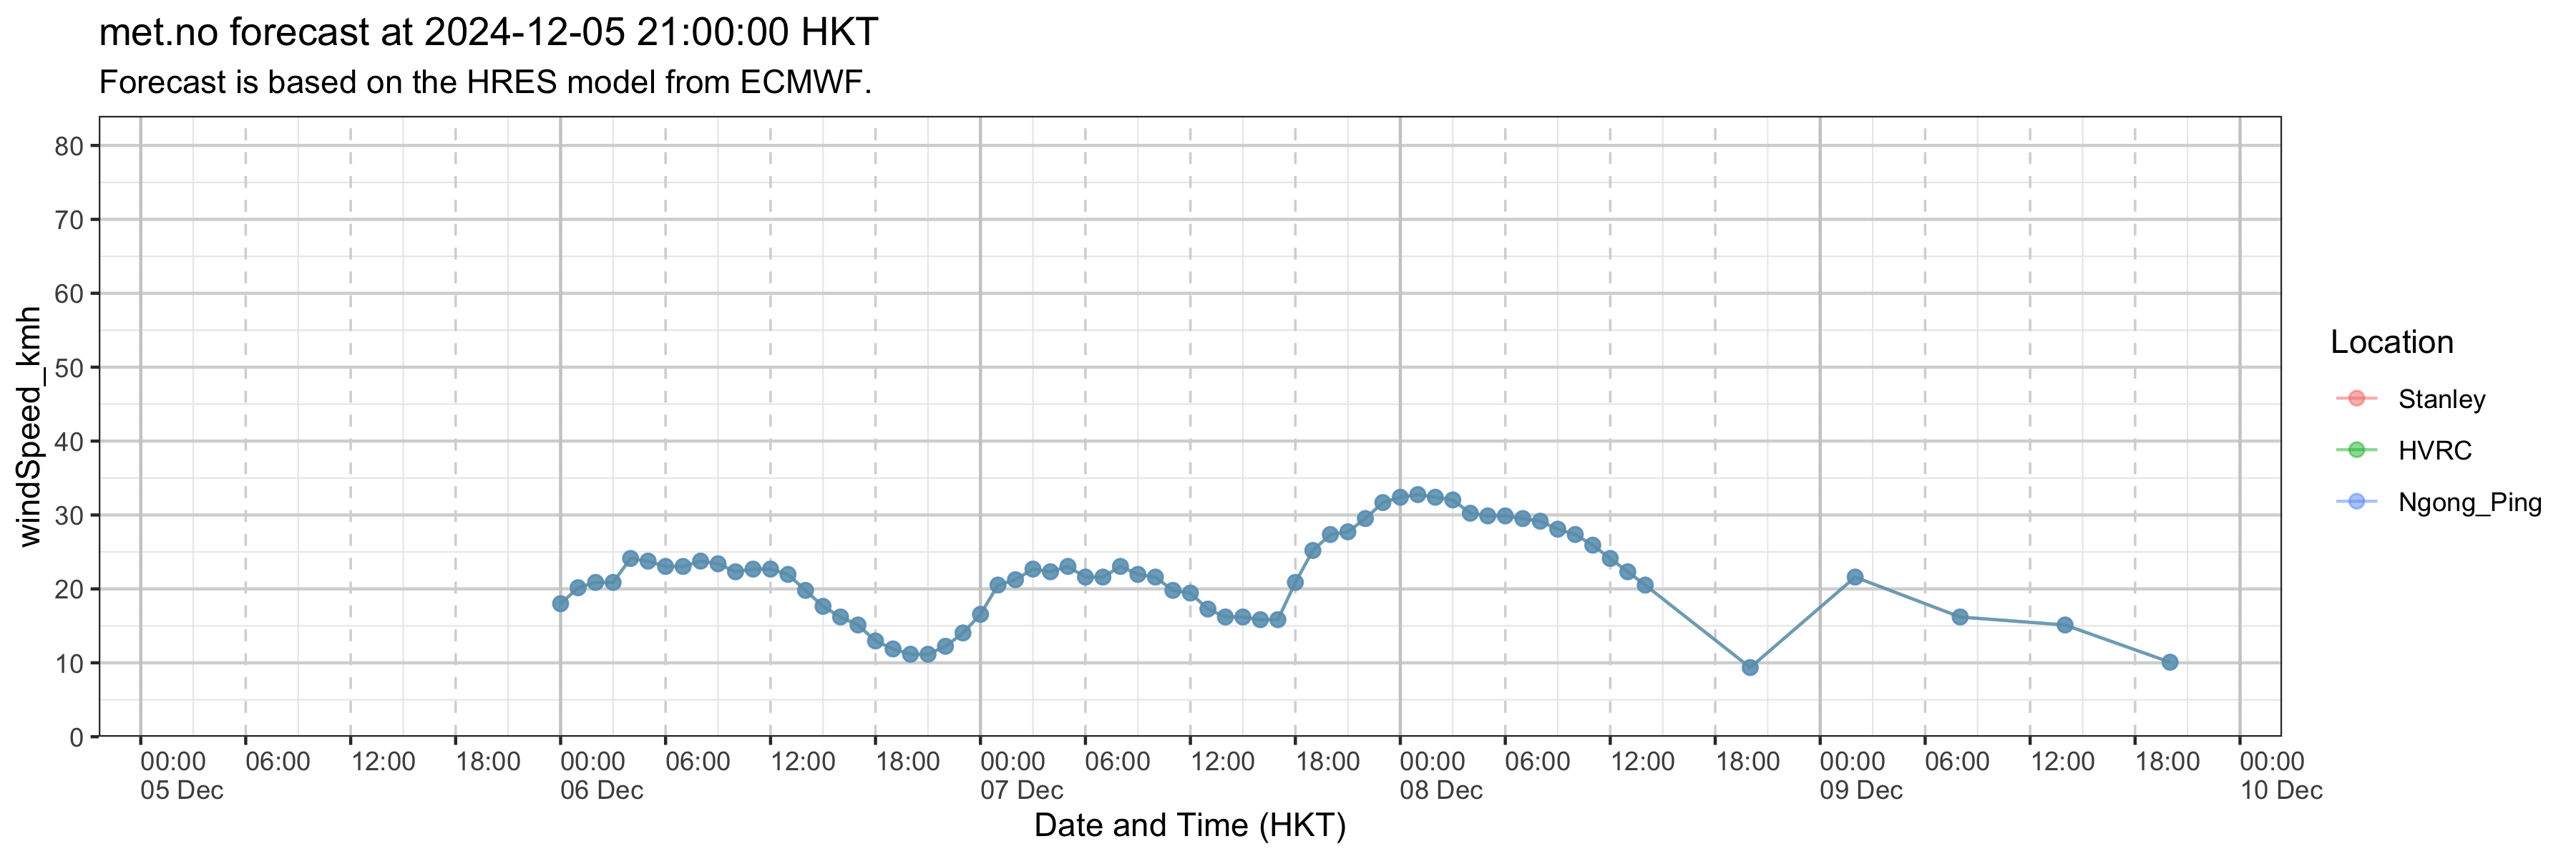 met.no forecast at 2024-12-05 21:00:00 HKT
Forecast is based on the HRES model from ECMWF.
windSpeed_kmh
80
70
60
50
40
30
20
10
0
00:00 06:00 12:00 18:00 00:00 06:00 12:00 18:00 00:00 06:00 12:00 18:00 00:00 06:00 12:00 18:00 00:00 06:00 12:00 18:00 00:00
05 Dec 06 Dec 07 Dec 08 Dec 09 Dec 10 Dec
Date and Time (HKT)
Location
Stanley
HVRC
Ngong_Ping